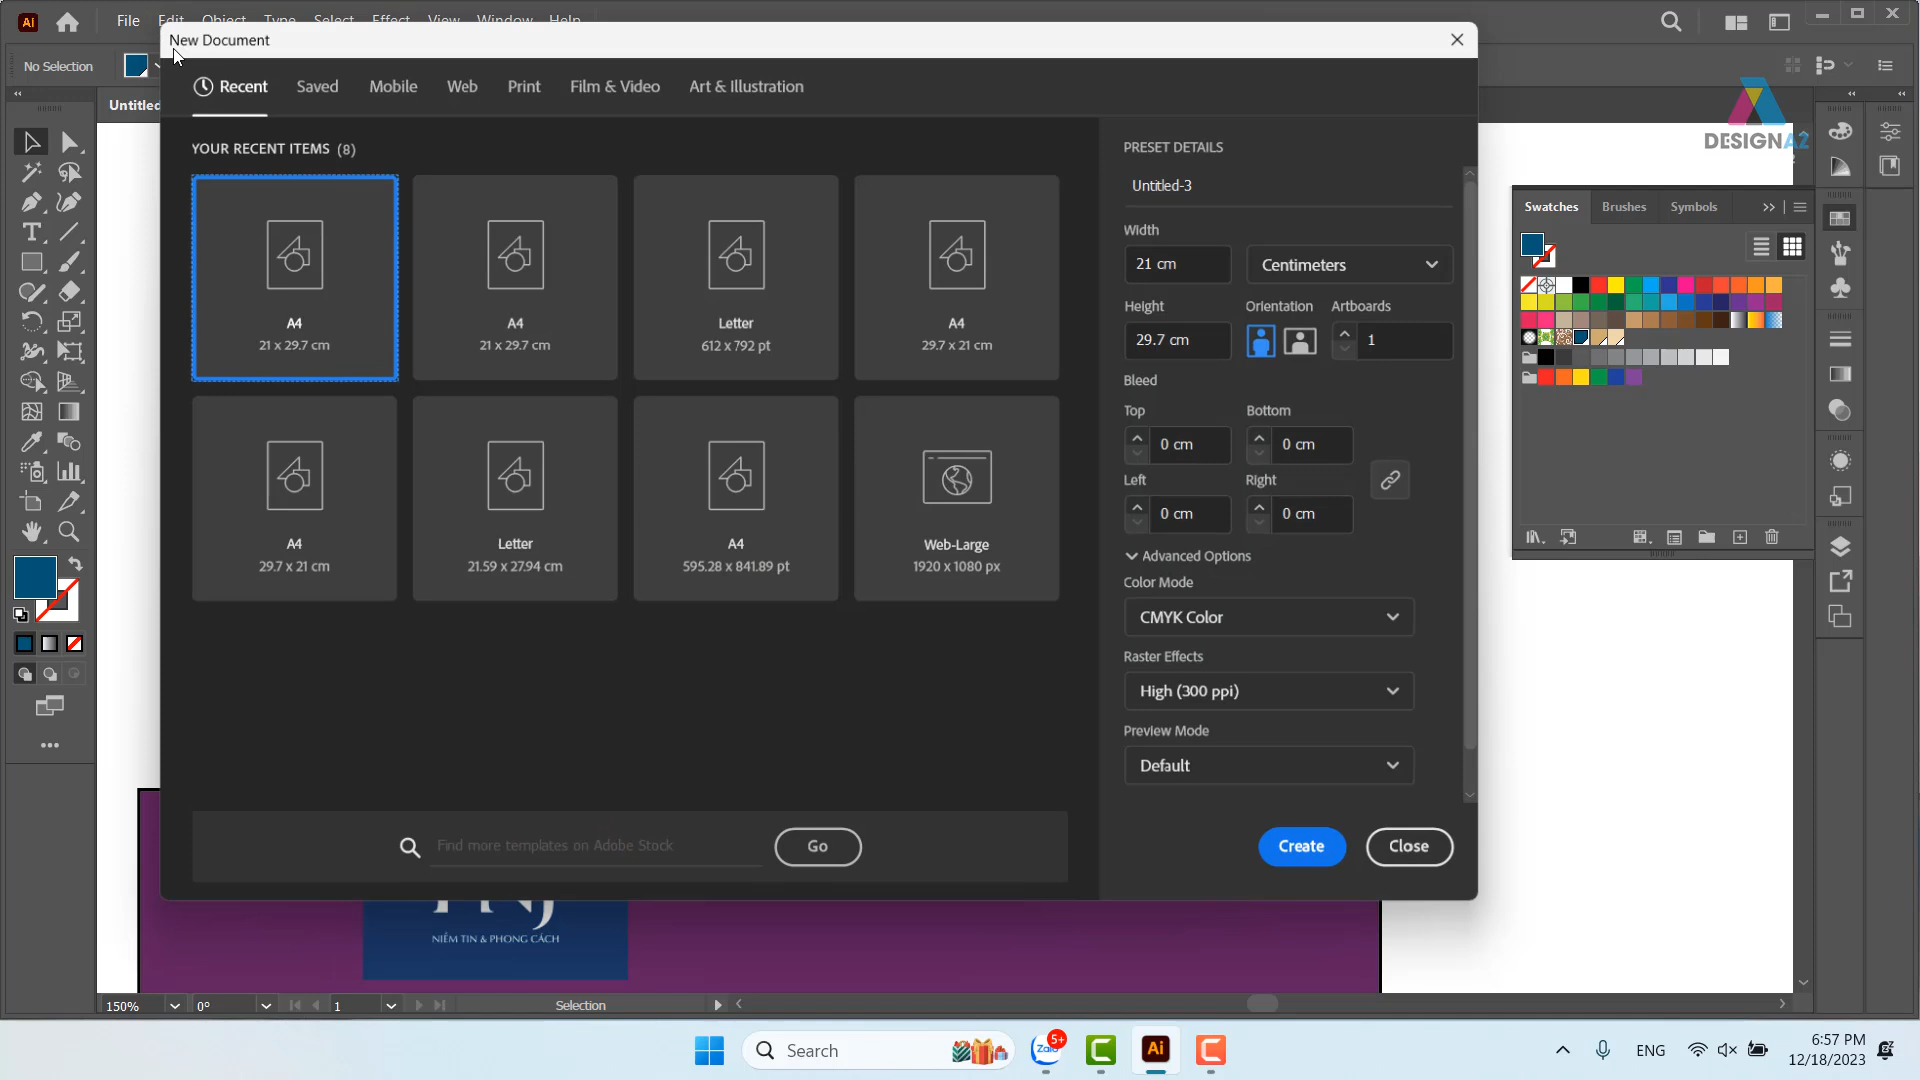 Ai File Edit Object Type Select Effect View Window Help
New Document
No Selection
Recent Saved Mobile Web Print Film & Video Art & Illustration
Untitled
DESIGNAZ
YOUR RECENT ITEMS (8)
A4
21 x 29.7 cm
A4
21 x 29.7 cm
Letter
612 x 792 pt
A4
29.7 x 21 cm
A4
29.7 x 21 cm
Letter
21.59 x 27.94 cm
A4
595.28 x 841.89 pt
Web-Large
1920 x 1080 px
Find more templates on Adobe Stock
Go
PRESET DETAILS
Untitled-3
Width
21 cm Centimeters
Height Orientation Artboards
29.7 cm 1
Bleed
Top Bottom
0 cm 0 cm
Left Right
0 cm 0 cm
Advanced Options
Color Mode
CMYK Color
Raster Effects
High (300 ppi)
Preview Mode
Default
Create Close
Swatches Brushes Symbols
NIỀM TIN & PHONG CÁCH
150% 0° 1 Selection
Search
Zalo 5+
Ai
ENG
6:57 PM
12/18/2023